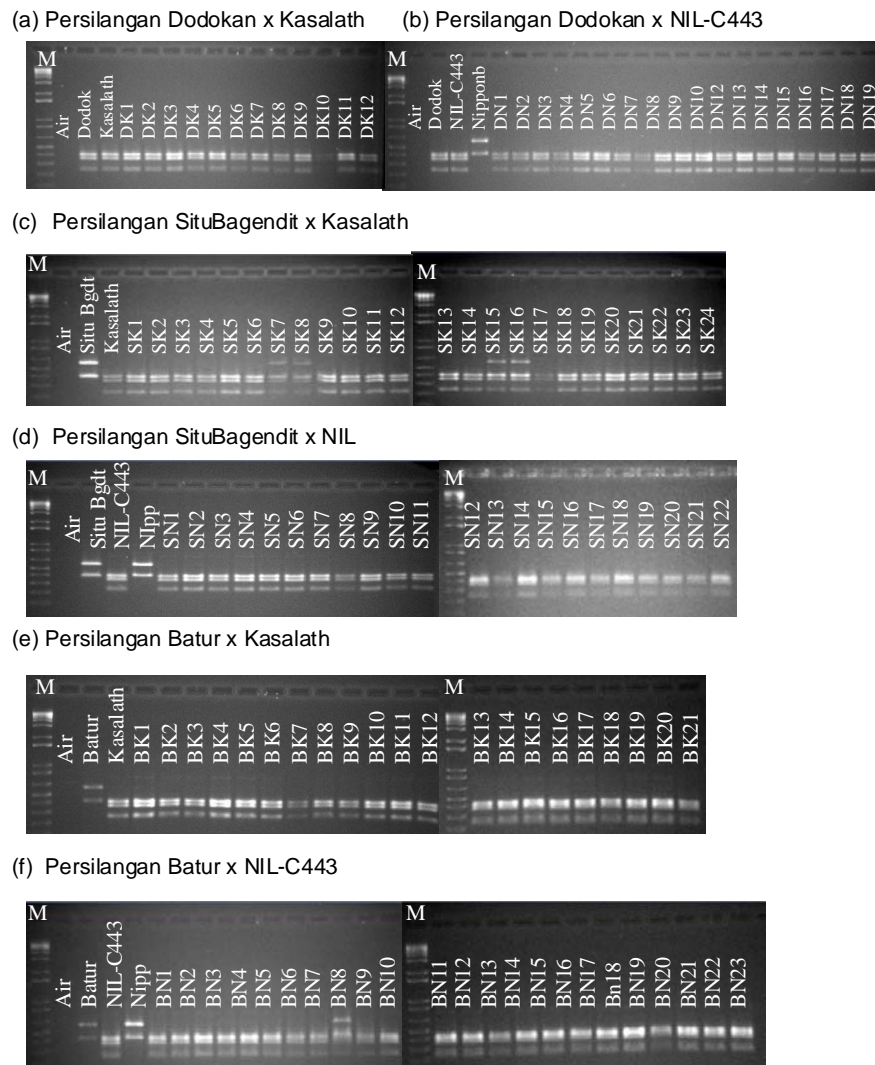 (a) Persilangan Dodokan x Kasalath
M Air Dodok Kasalath DK1 DK2 DK3 DK4 DK5 DK6 DK7 DK8 DK9 DK10 DK11 DK12
(b) Persilangan Dodokan x NIL-C443
M Air Dodok NIL-C443 Nipponb DN1 DN2 DN3 DN4 DN5 DN6 DN7 DN8 DN9 DN10 DN12 DN13 DN14 DN15 DN16 DN17 DN18 DN19
(c) Persilangan SituBagendit x Kasalath
M Air Situ Bgdt Kasalath SK1 SK2 SK3 SK4 SK5 SK6 SK7 SK8 SK9 SK10 SK11 SK12
M SK13 SK14 SK15 SK16 SK17 SK18 SK19 SK20 SK21 SK22 SK23 SK24
(d) Persilangan SituBagendit x NIL
M Air Situ Bgdt NIL-C443 NIpp SN1 SN2 SN3 SN4 SN5 SN6 SN7 SN8 SN9 SN10 SN11
M SN12 SN13 SN14 SN15 SN16 SN17 SN18 SN19 SN20 SN21 SN22
(e) Persilangan Batur x Kasalath
M Air Batur Kasalath BK1 BK2 BK3 BK4 BK5 BK6 BK7 BK8 BK9 BK10 BK11 BK12
M BK13 BK14 BK15 BK16 BK17 BK18 BK19 BK20 BK21
(f) Persilangan Batur x NIL-C443
M Air Batur NIL-C443 Nipp BN1 BN2 BN3 BN4 BN5 BN6 BN7 BN8 BN9 BN10
M BN11 BN12 BN13 BN14 BN15 BN16 BN17 Bn18 BN19 BN20 BN21 BN22 BN23